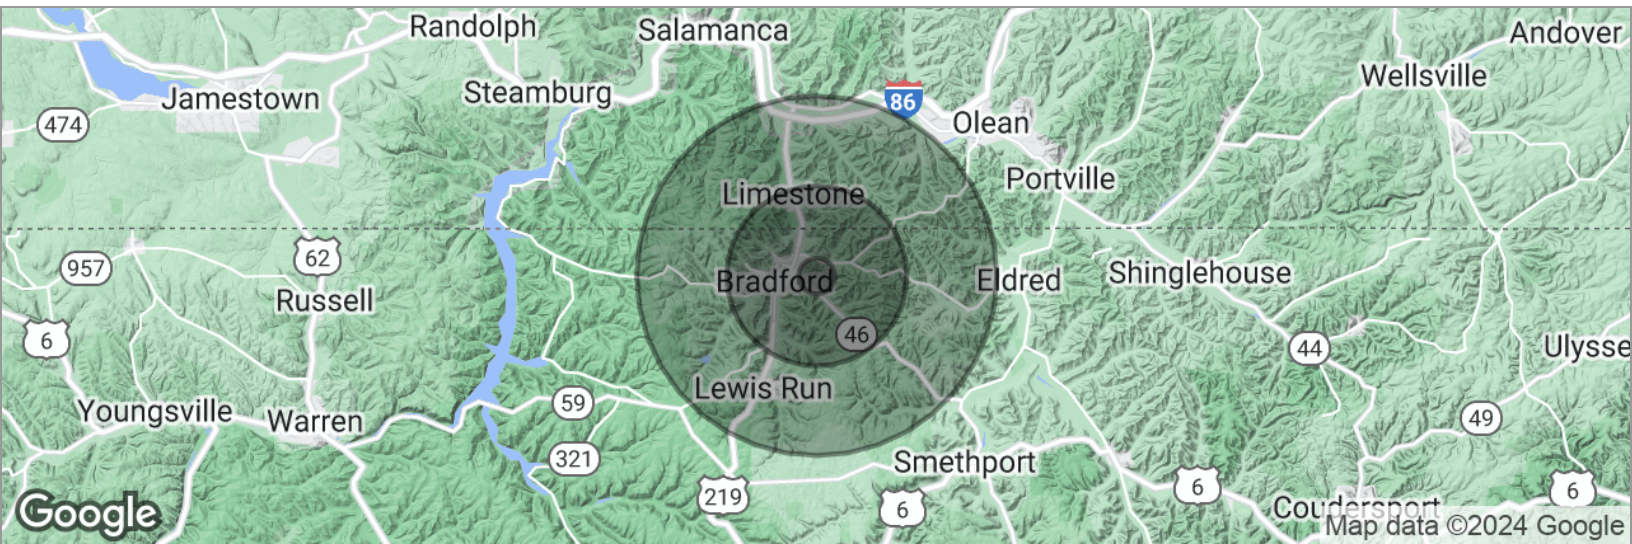 Randolph
Salamanca
Andover
Wellsville
Steamburg
Jamestown
86
474
Olean
Portville
Limestone
62
957
Bradford
Eldred
Shinglehouse
Russell
6
46
44
Ulysse
Lewis Run
59
Youngsville
Warren
49
321
Smethport
219
6
6
6
Coudersport
Google
Map data ©2024 Google